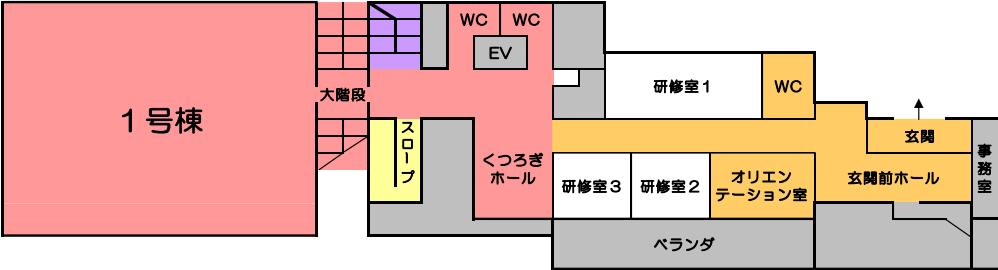 WC
WC
EV
研修室１
WC
大階段
１号棟
スロープ
くつろぎ
ホール
研修室３
研修室２
オリエン
テーション室
玄関
玄関前ホール
事務室
ベランダ